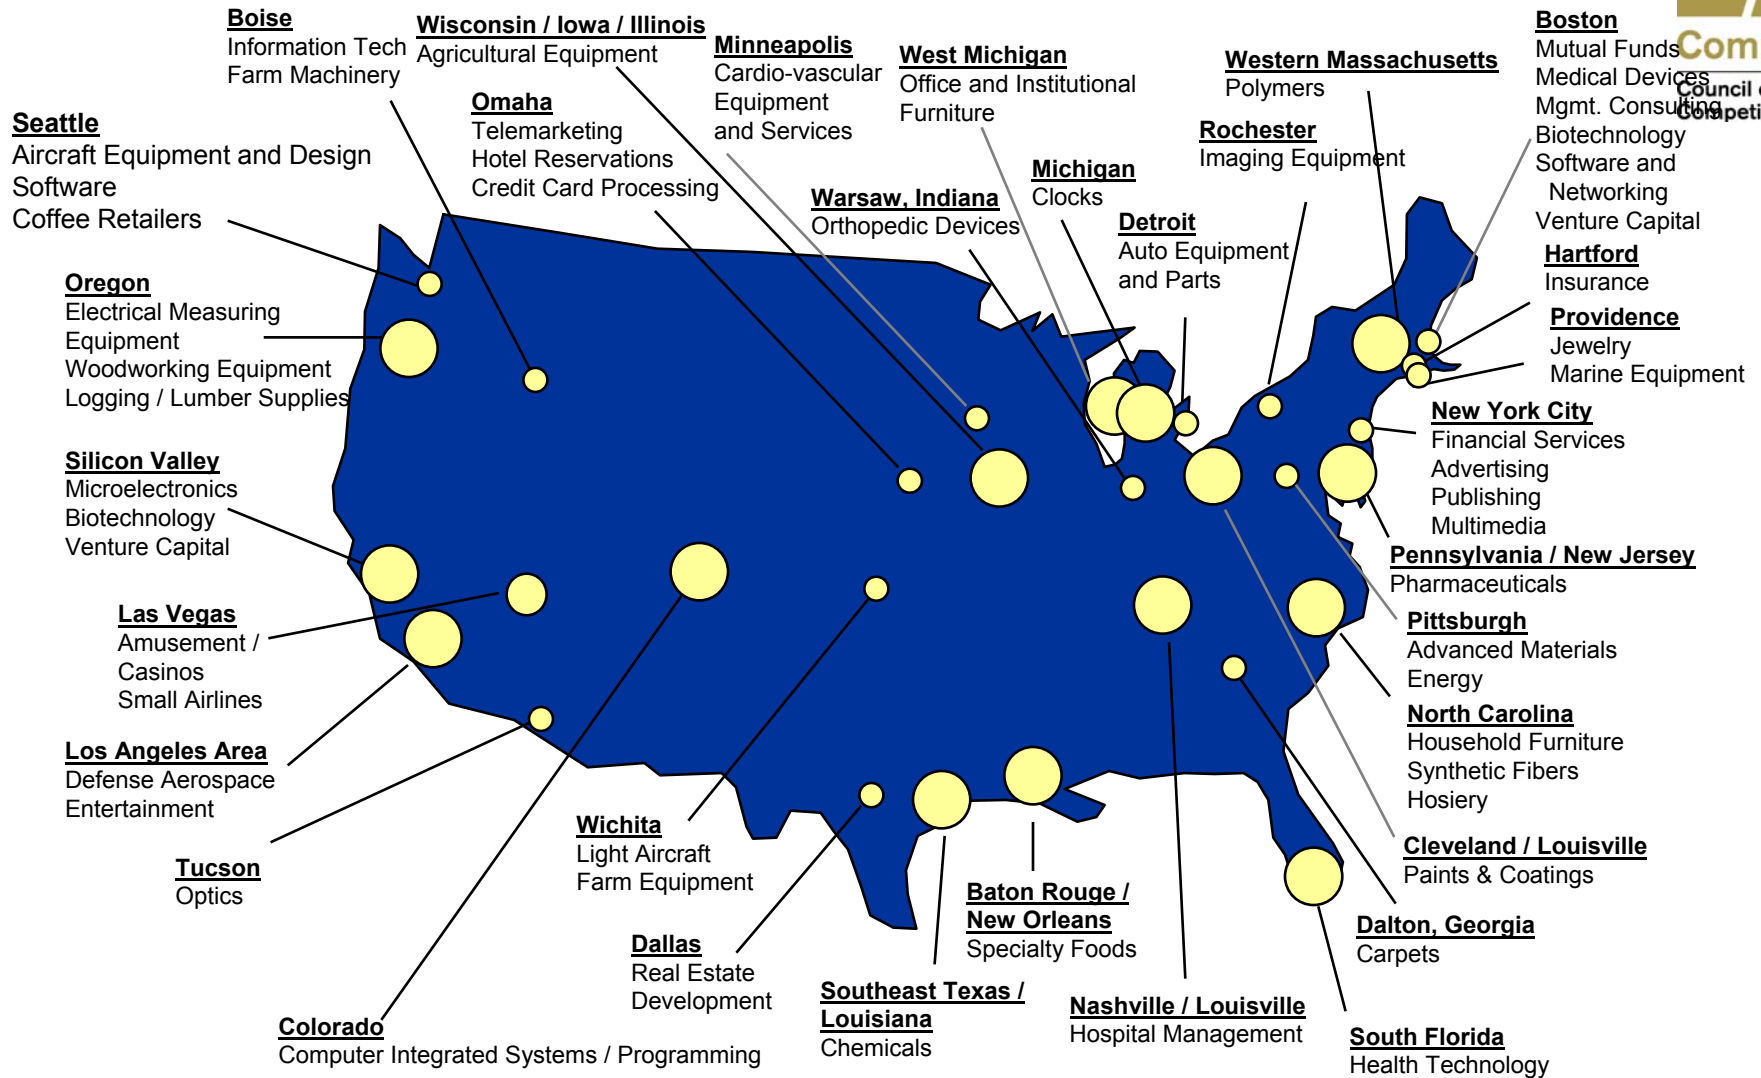 Boise
Information Tech
Farm Machinery
Wisconsin / Iowa / Illinois
Agricultural Equipment
Minneapolis
Cardio-vascular
Equipment
and Services
West Michigan
Office and Institutional
Furniture
Western Massachusetts
Polymers
Boston
Mutual Funds
Medical Devices
Mgmt. Consulting
Biotechnology
Software and
Networking
Venture Capital
Com
Council
Competi
Seattle
Aircraft Equipment and Design
Software
Coffee Retailers
Omaha
Telemarketing
Hotel Reservations
Credit Card Processing
Warsaw, Indiana
Orthopedic Devices
Michigan
Clocks
Rochester
Imaging Equipment
Detroit
Auto Equipment
and Parts
Hartford
Insurance
Providence
Jewelry
Marine Equipment
Oregon
Electrical Measuring
Equipment
Woodworking Equipment
Logging / Lumber Supplies
New York City
Financial Services
Advertising
Publishing
Multimedia
Silicon Valley
Microelectronics
Biotechnology
Venture Capital
Pennsylvania / New Jersey
Pharmaceuticals
Las Vegas
Amusement /
Casinos
Small Airlines
Pittsburgh
Advanced Materials
Energy
North Carolina
Household Furniture
Synthetic Fibers
Hosiery
Los Angeles Area
Defense Aerospace
Entertainment
Tucson
Optics
Wichita
Light Aircraft
Farm Equipment
Cleveland / Louisville
Paints & Coatings
Baton Rouge /
New Orleans
Specialty Foods
Dalton, Georgia
Carpets
Dallas
Real Estate
Development
Southeast Texas /
Louisiana
Chemicals
Nashville / Louisville
Hospital Management
Colorado
Computer Integrated Systems / Programming
South Florida
Health Technology